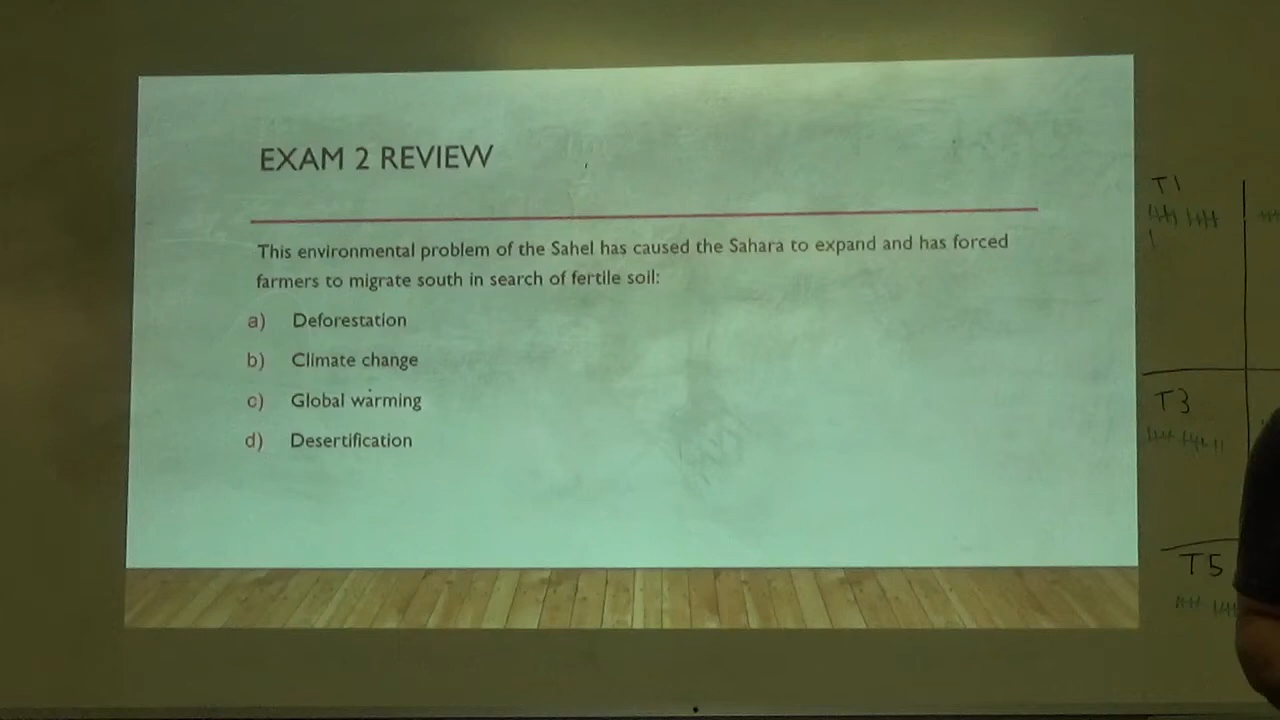 EXAM 2 REVIEW
This environmental problem of the Sahel has caused the Sahara to expand and has forced
farmers to migrate south in search of fertile soil:
a) Deforestation
b) Climate change
c) Global warming
d) Desertification
T1
T3
T5